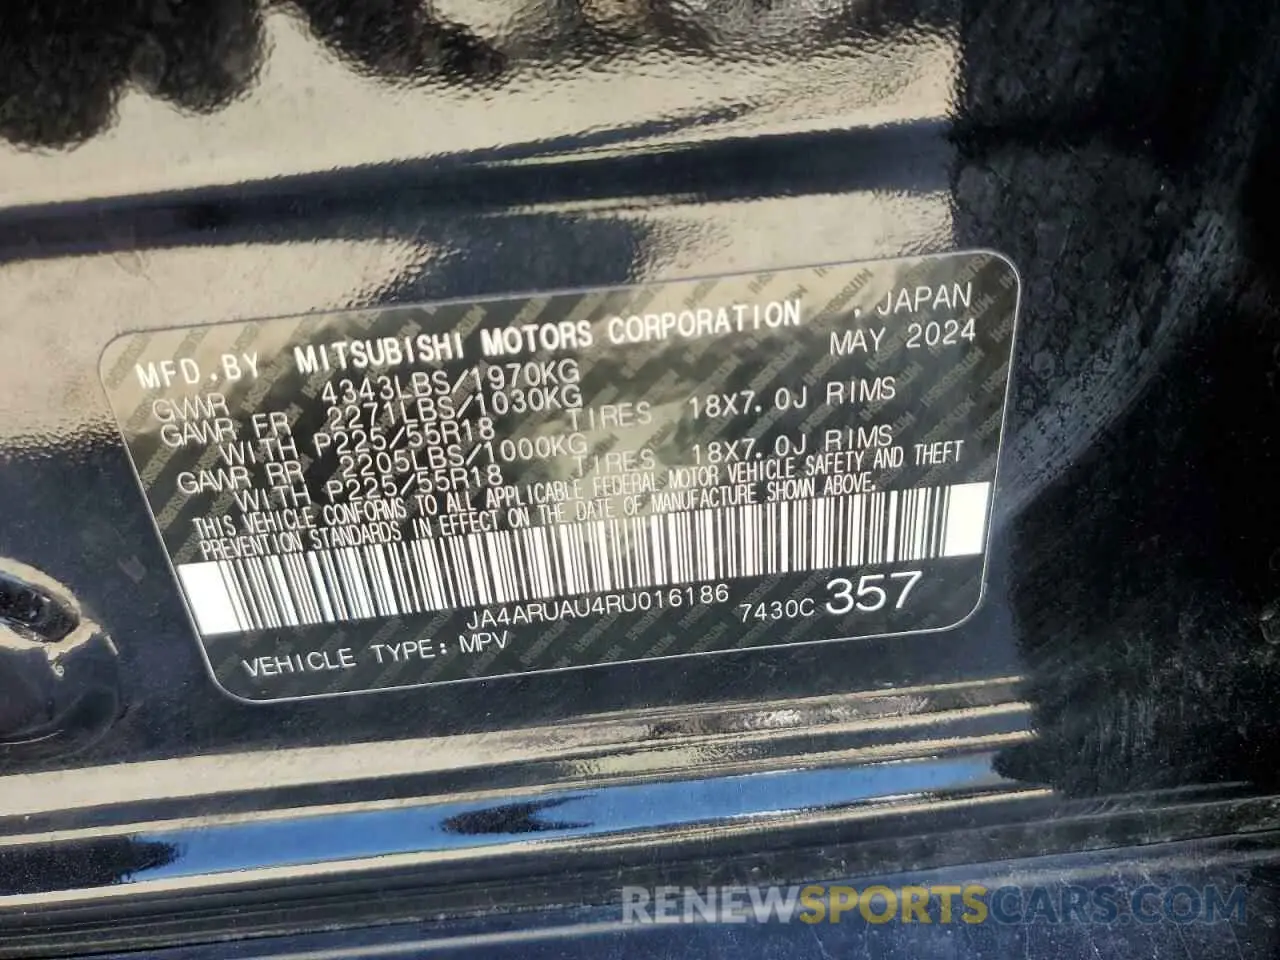 MFD.BY MITSUBISHI MOTORS CORPORATION . JAPAN
MAY 2024
GVWR 4343LBS/1970KG
GAWR FR 2271LBS/1030KG
WITH P225/55R18 TIRES 18X7.0J RIMS
GAWR RR 2205LBS/1000KG
WITH P225/55R18 TIRES 18X7.0J RIMS
THIS VEHICLE CONFORMS TO ALL APPLICABLE FEDERAL MOTOR VEHICLE SAFETY AND THEFT
PREVENTION STANDARDS IN EFFECT ON THE DATE OF MANUFACTURE SHOWN ABOVE.
JA4ARUAU4RU016186 7430C 357
VEHICLE TYPE: MPV
RENEWSPORTSCARS.COM